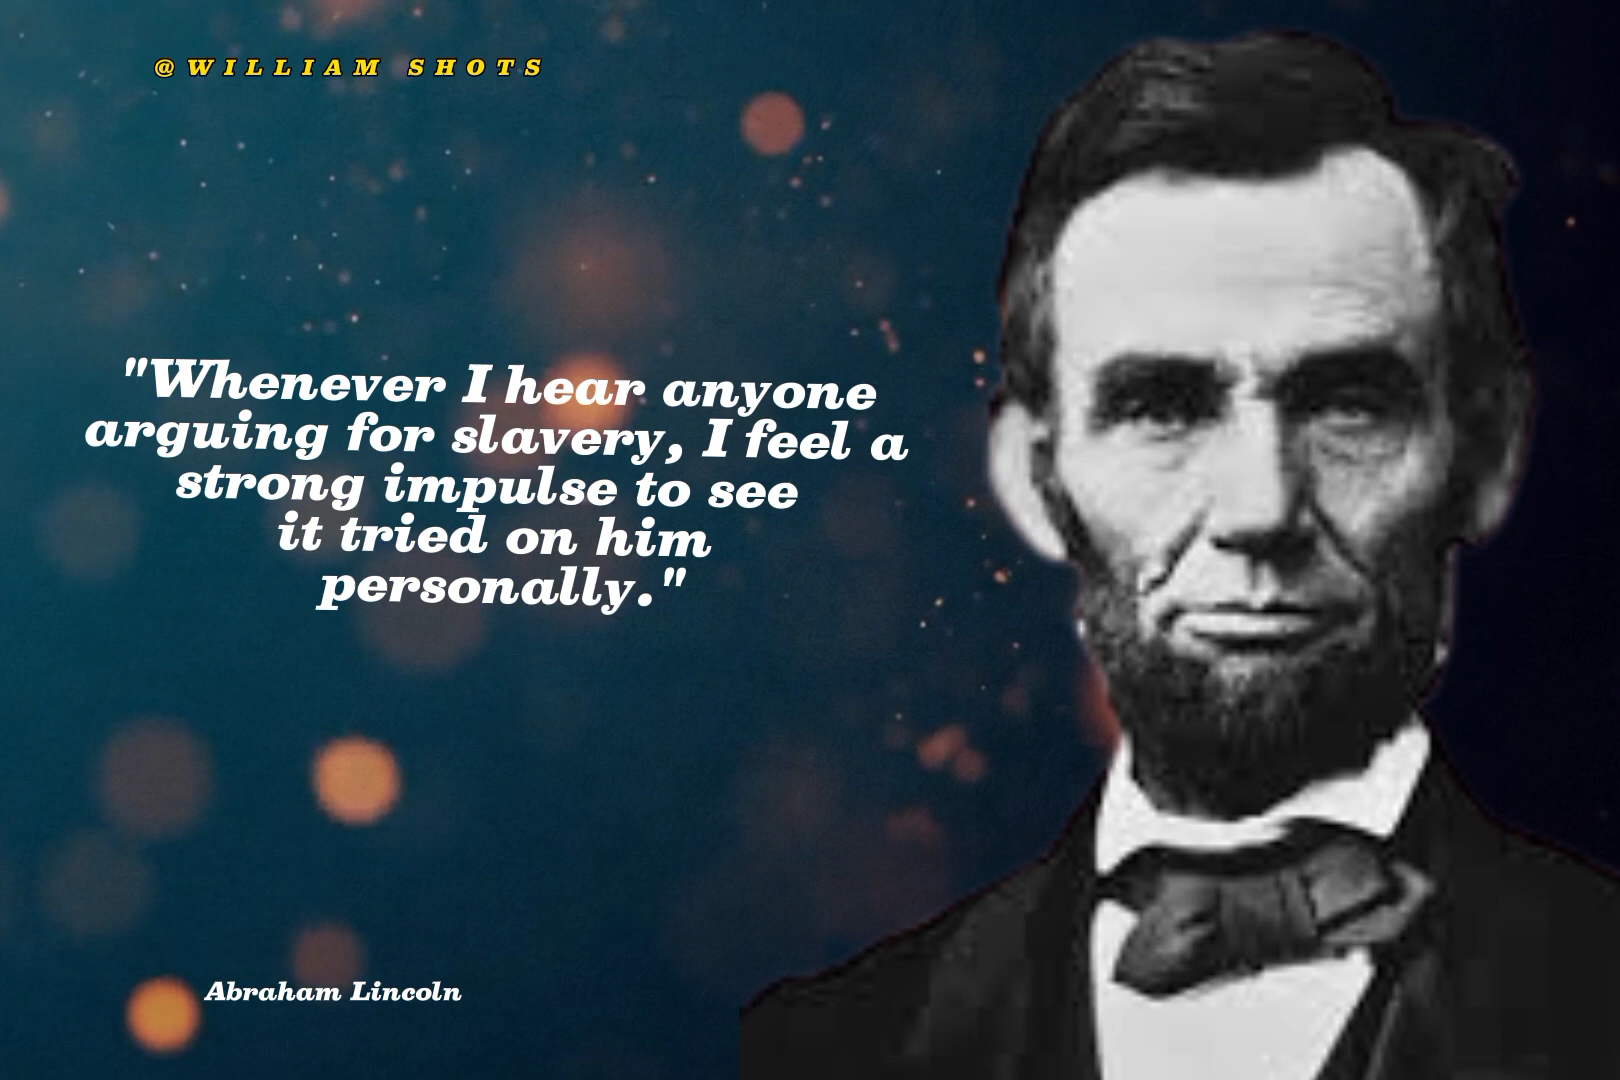 @WILLIAM SHOTS
"Whenever I hear anyone
arguing for slavery, I feel a
strong impulse to see
it tried on him
personally."
Abraham Lincoln